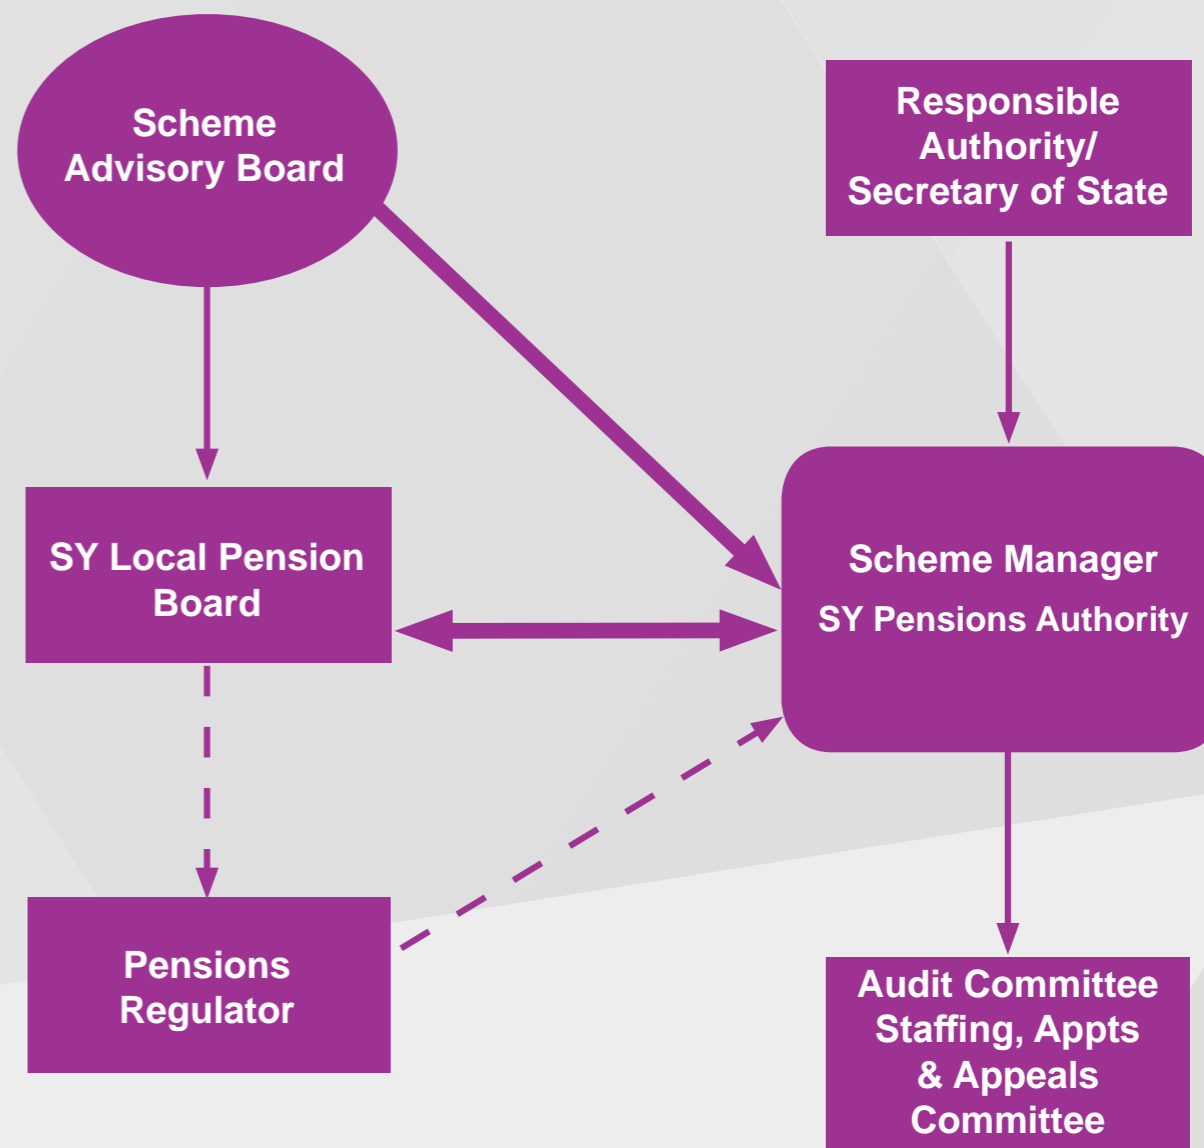 Scheme
Advisory Board
Responsible
Authority/
Secretary of State
SY Local Pension
Board
Scheme Manager
SY Pensions Authority
Pensions
Regulator
Audit Committee
Staffing, Appts
& Appeals
Committee